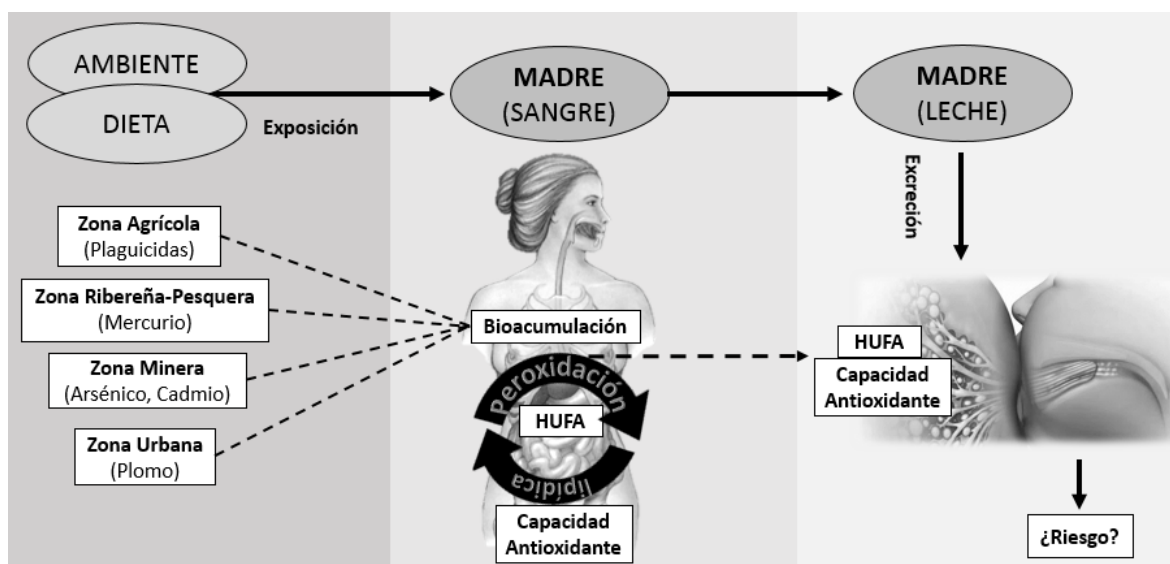 AMBIENTE
DIETA
Exposición
MADRE
(SANGRE)
MADRE
(LECHE)
Excreción
Zona Agrícola
(Plaguicidas)
Zona Ribereña-Pesquera
(Mercurio)
Zona Minera
(Arsénico, Cadmio)
Zona Urbana
(Plomo)
Bioacumulación
Peroxidación
HUFA
lipídica
Capacidad
Antioxidante
HUFA
Capacidad
Antioxidante
¿Riesgo?